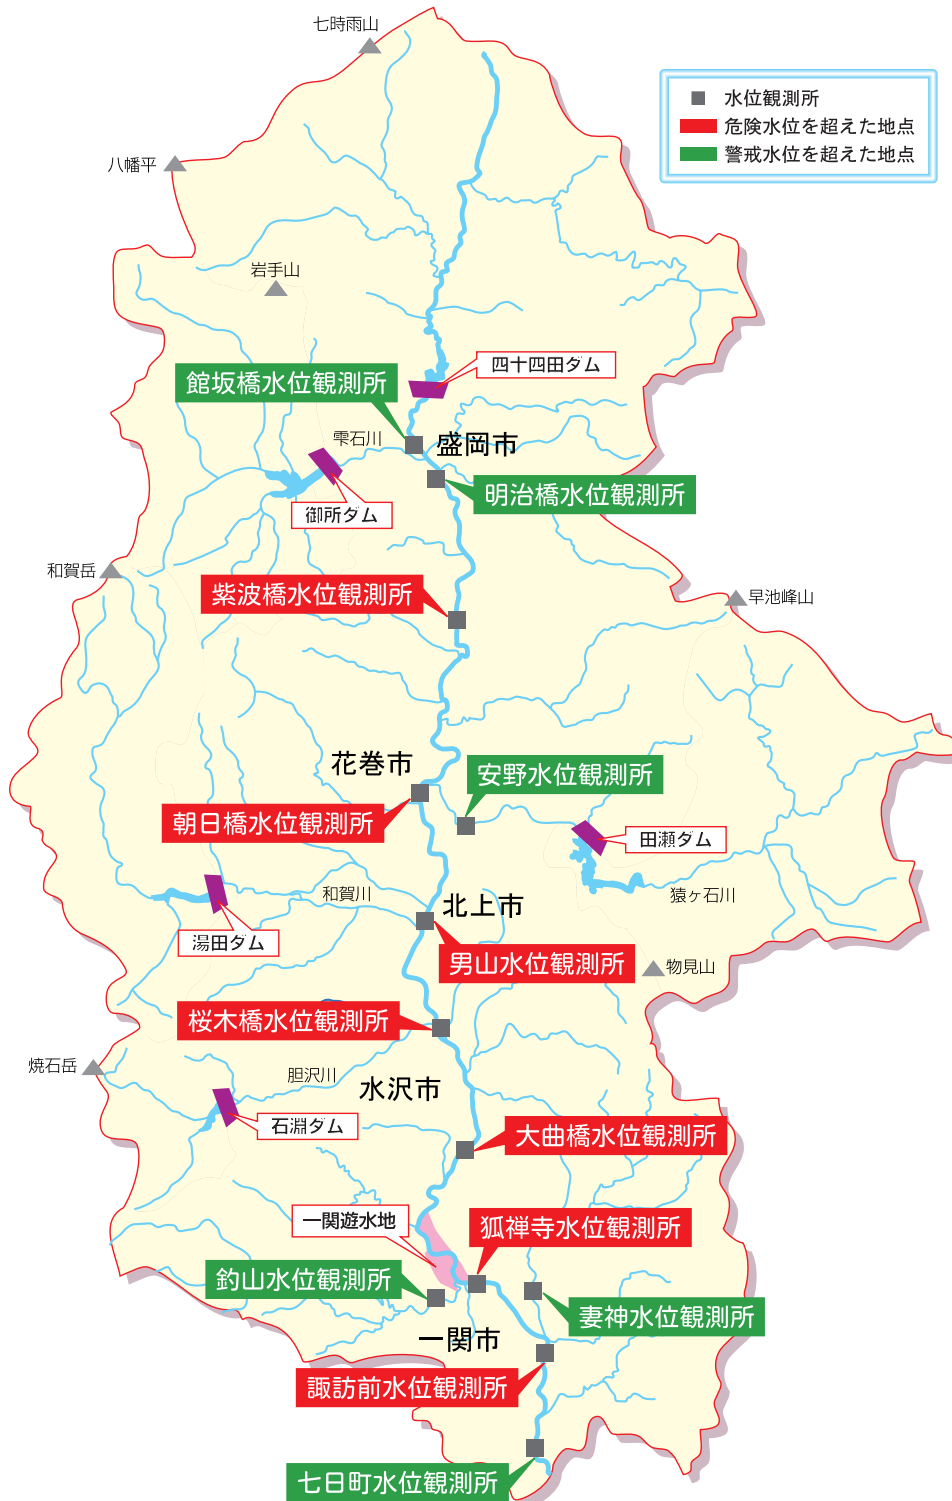 七時雨山
水位観測所
危険水位を超えた地点
警戒水位を超えた地点
八幡平
岩手山
四十四田ダム
館坂橋水位観測所
雫石川
盛岡市
明治橋水位観測所
御所ダム
和賀岳
紫波橋水位観測所
早池峰山
花巻市
安野水位観測所
朝日橋水位観測所
田瀬ダム
和賀川
猿ヶ石川
北上市
湯田ダム
男山水位観測所
物見山
桜木橋水位観測所
焼石岳
胆沢川
水沢市
石淵ダム
大曲橋水位観測所
一関遊水地
狐禅寺水位観測所
釣山水位観測所
妻神水位観測所
一関市
諏訪前水位観測所
七日町水位観測所